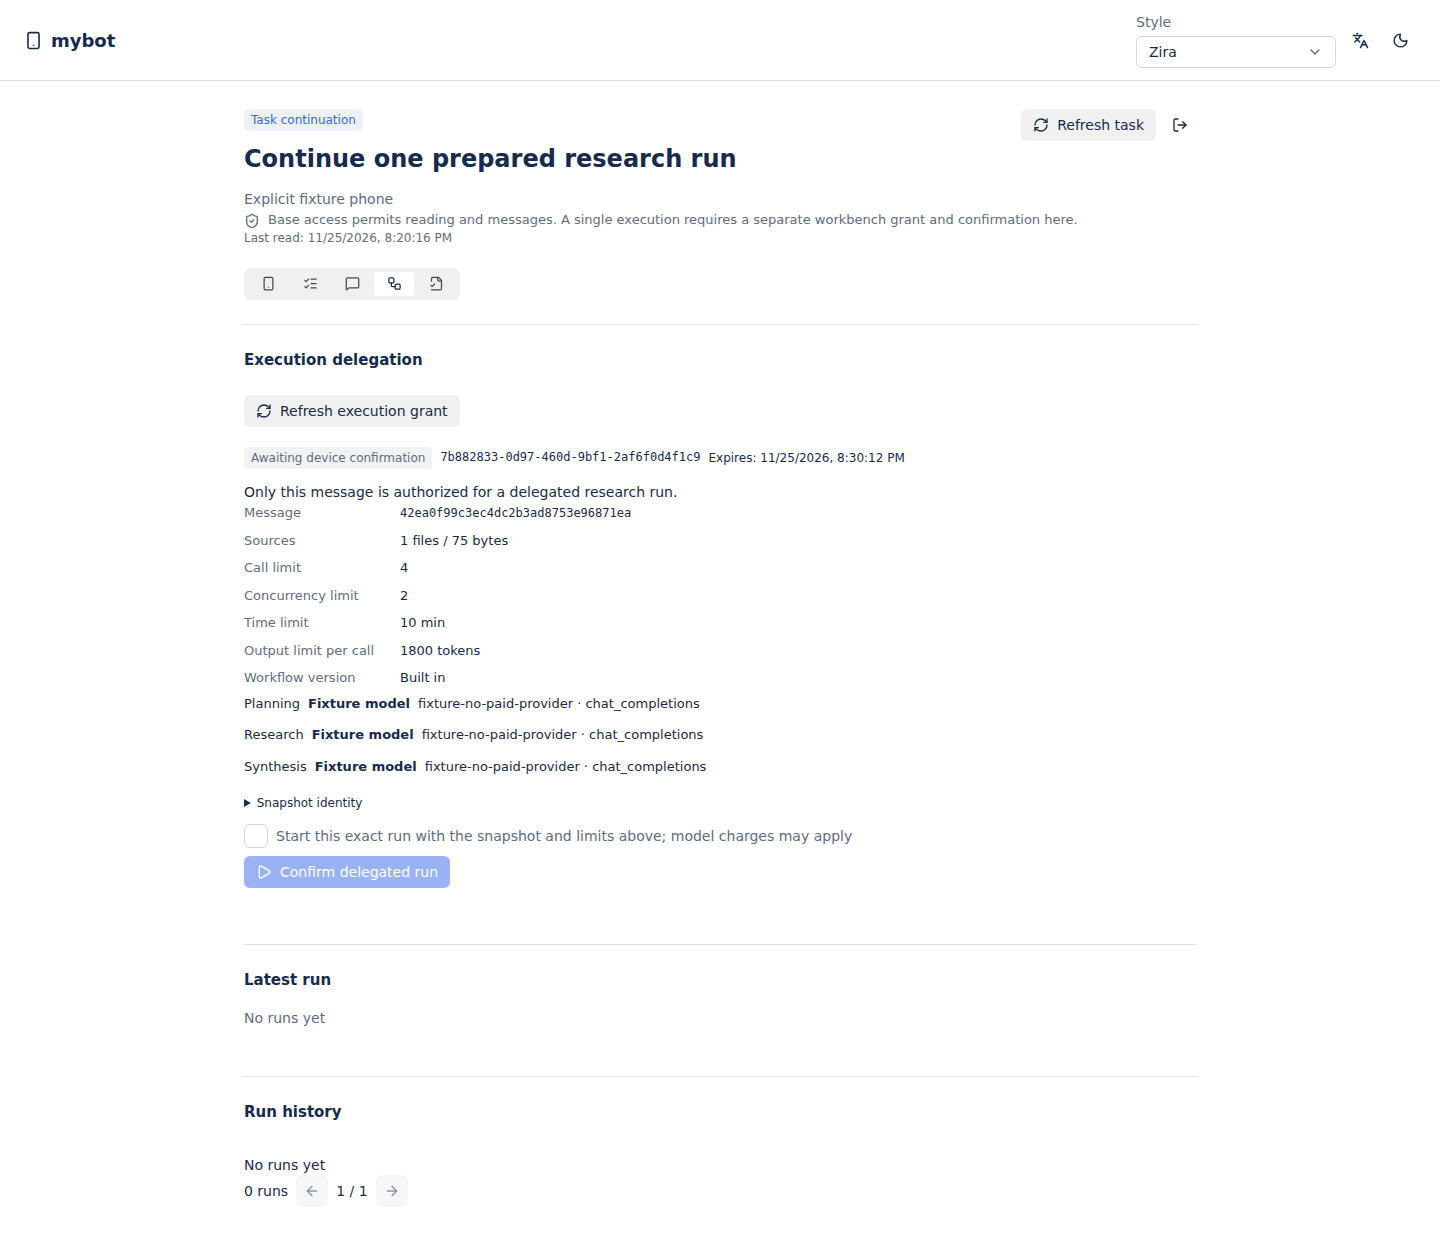 mybot
Style
Zira
Task continuation
Refresh task
Continue one prepared research run
Explicit fixture phone
Base access permits reading and messages. A single execution requires a separate workbench grant and confirmation here.
Last read: 11/25/2026, 8:20:16 PM
Execution delegation
Refresh execution grant
Awaiting device confirmation 7b882833-0d97-460d-9bf1-2af6f0d4f1c9 Expires: 11/25/2026, 8:30:12 PM
Only this message is authorized for a delegated research run.
Message 42ea0f99c3ec4dc2b3ad8753e96871ea
Sources 1 files / 75 bytes
Call limit 4
Concurrency limit 2
Time limit 10 min
Output limit per call 1800 tokens
Workflow version Built in
Planning Fixture model fixture-no-paid-provider · chat_completions
Research Fixture model fixture-no-paid-provider · chat_completions
Synthesis Fixture model fixture-no-paid-provider · chat_completions
Snapshot identity
Start this exact run with the snapshot and limits above; model charges may apply
Confirm delegated run
Latest run
No runs yet
Run history
No runs yet
0 runs 1 / 1